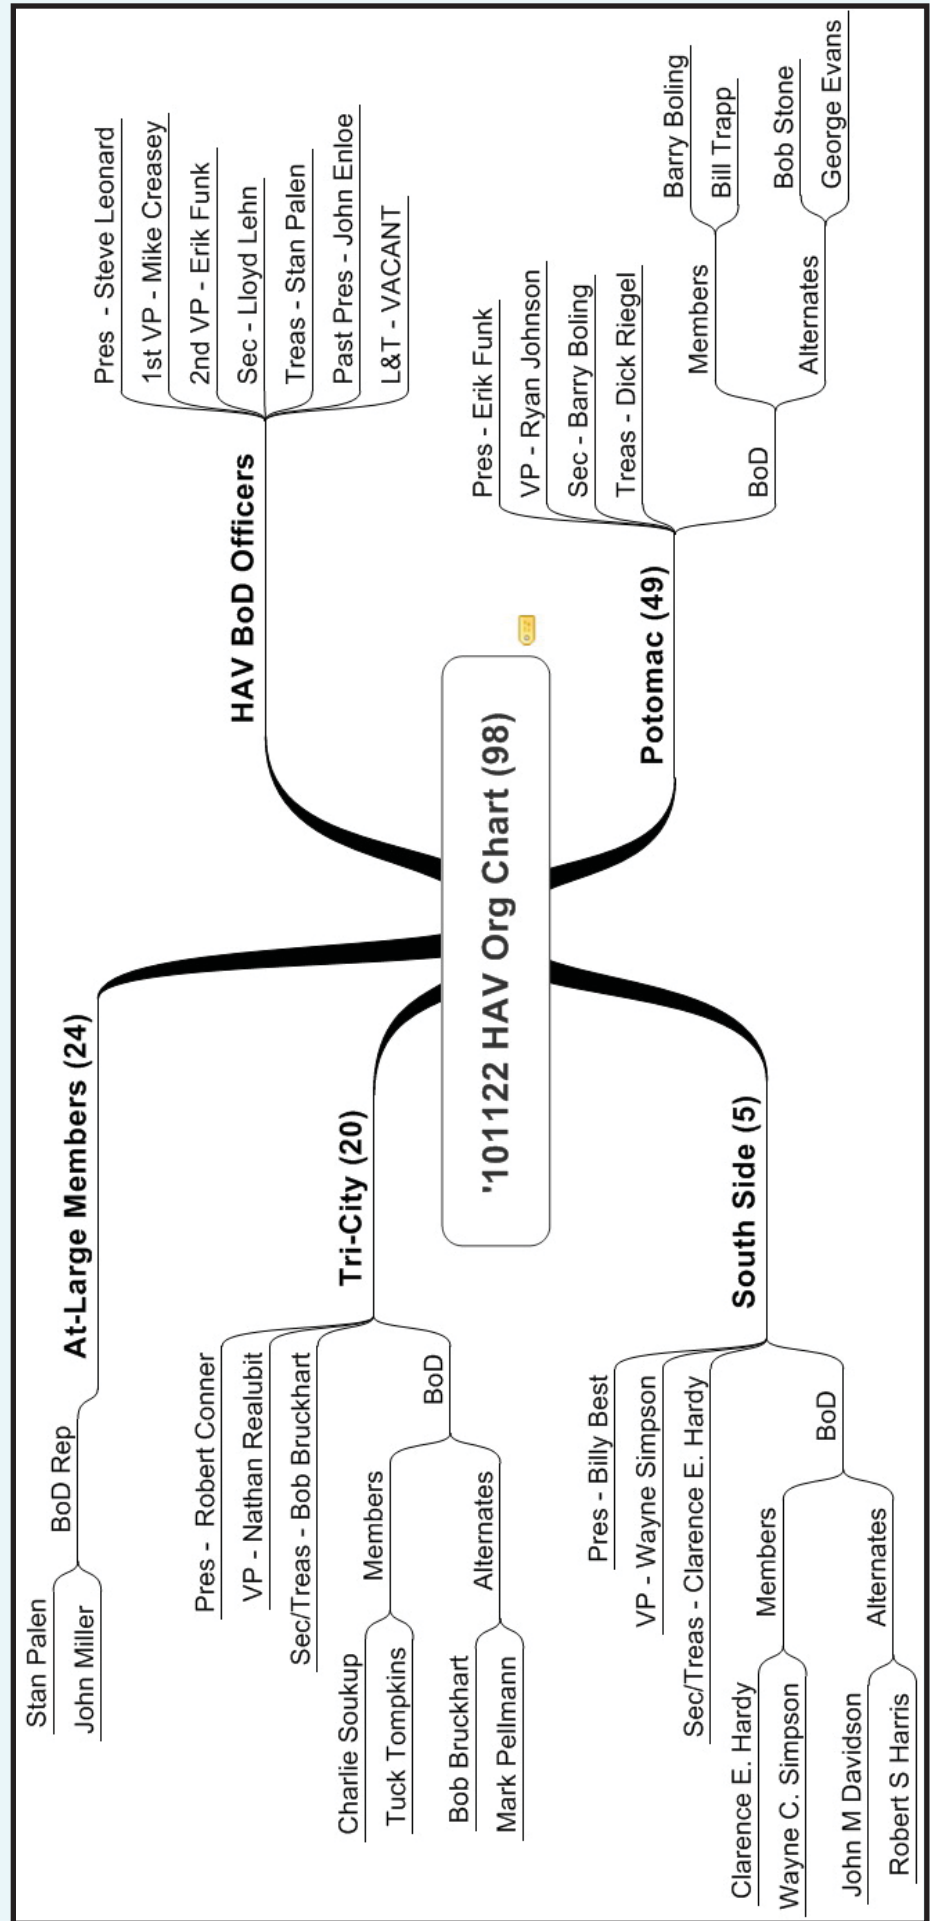 '101122 HAV Org Chart (98)
HAV BoD Officers
Pres  - Steve Leonard
1st VP - Mike Creasey
2nd VP - Erik Funk
Sec - Lloyd Lehn
Treas - Stan Palen
Past Pres - John Enloe
L&T - VACANT
Potomac (49)
Pres - Erik Funk
VP - Ryan Johnson
Sec - Barry Boling
Treas - Dick Riegel
BoD
Members
Barry Boling
Bill Trapp
Alternates
Bob Stone
George Evans
At-Large Members (24)
BoD Rep
Stan Palen
John Miller
Tri-City (20)
Pres -  Robert Conner
VP - Nathan Realubit
Sec/Treas - Bob Bruckhart
BoD
Members
Charlie Soukup
Tuck Tompkins
Alternates
Bob Bruckhart
Mark Pellmann
South Side (5)
Pres - Billy Best
VP - Wayne Simpson
Sec/Treas - Clarence E. Hardy
BoD
Members
Clarence E. Hardy
Wayne C. Simpson
Alternates
John M Davidson
Robert S Harris